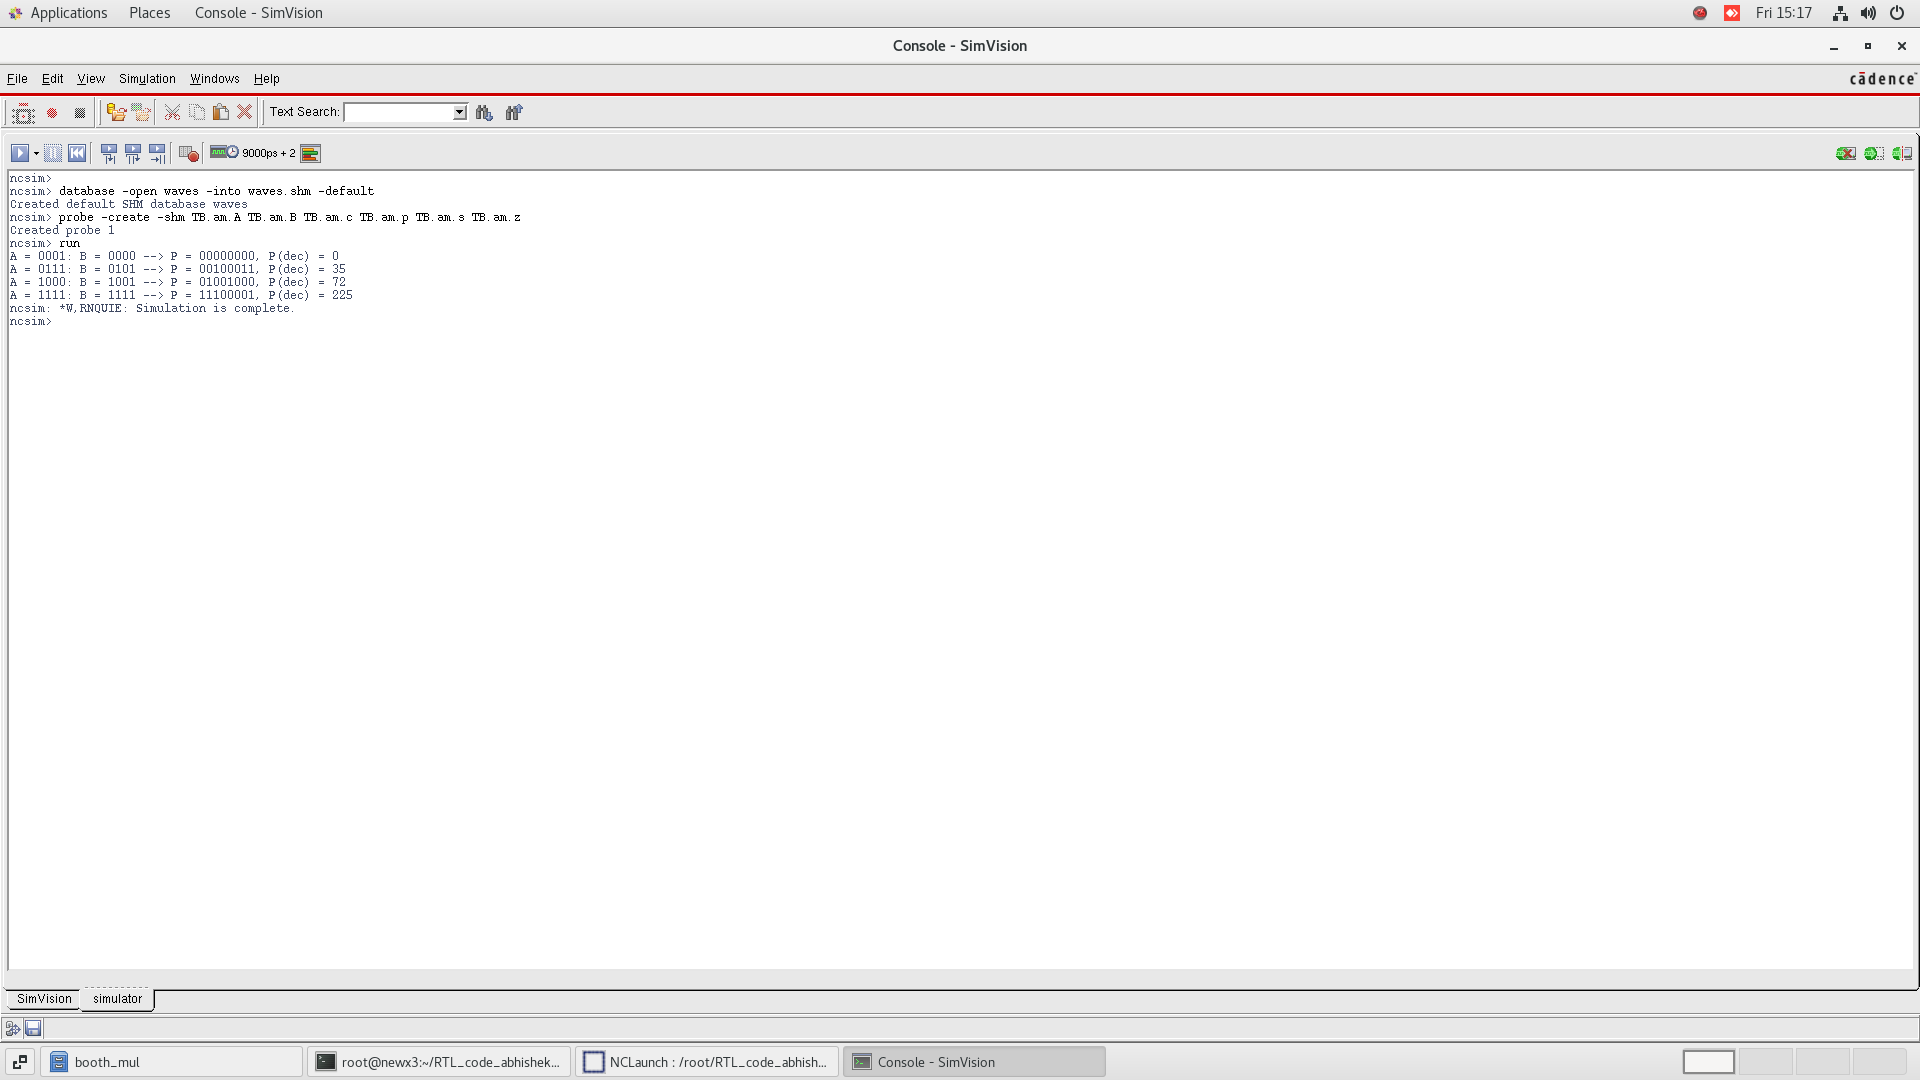 Applications Places Console - SimVision Fri 15:17
Console - SimVision
File Edit View Simulation Windows Help cādence
Text Search:
9000ps + 2
ncsim>
ncsim> database -open waves -into waves.shm -default
Created default SHM database waves
ncsim> probe -create -shm TB.am.A TB.am.B TB.am.c TB.am.p TB.am.s TB.am.z
Created probe 1
ncsim> run
A = 0001: B = 0000 --> P = 00000000, P(dec) = 0
A = 0111: B = 0101 --> P = 00100011, P(dec) = 35
A = 1000: B = 1001 --> P = 01001000, P(dec) = 72
A = 1111: B = 1111 --> P = 11100001, P(dec) = 225
ncsim: *W,RNQUIE: Simulation is complete.
ncsim>
SimVision simulator
booth_mul root@newx3:~/RTL_code_abhishek... NCLaunch : /root/RTL_code_abhish... Console - SimVision